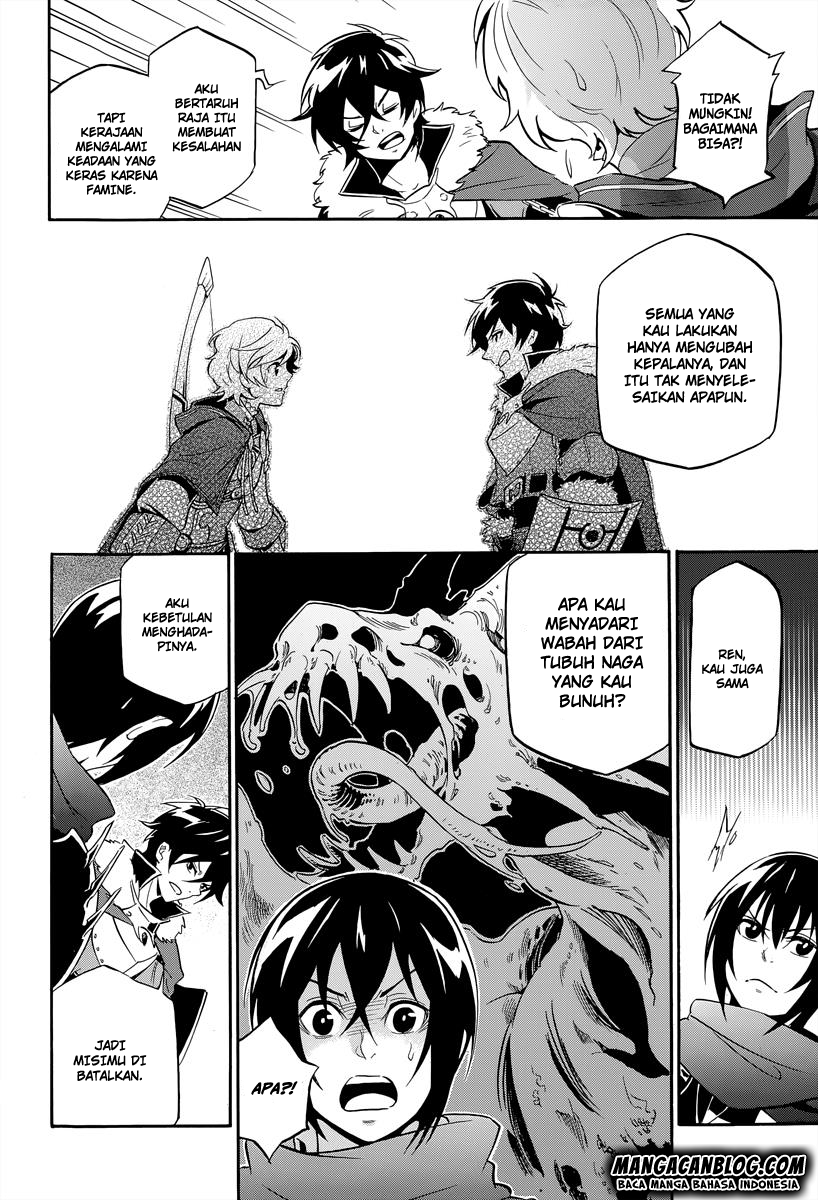 TIDAK
MUNGKIN!
BAGAIMANA
BISA?!
AKU
BERTARUH
RAJA ITU
MEMBUAT
KESALAHAN
TAPI
KERAJAAN
MENGALAMI
KEADAAN YANG
KERAS KARENA
FAMINE.
SEMUA YANG
KAU LAKUKAN
HANYA MENGUBAH
KEPALANYA, DAN
ITU TAK MENYELE-
SAIKAN APAPUN.
REN,
KAU JUGA
SAMA
APA KAU
MENYADARI
WABAH DARI
TUBUH NAGA
YANG KAU
BUNUH?
APA?!
AKU
KEBETULAN
MENGHADA-
PINYA.
JADI
MISIMU DI
BATALKAN.
MANGACANBLOG.COM
BACA MANGA BAHASA INDONESIA